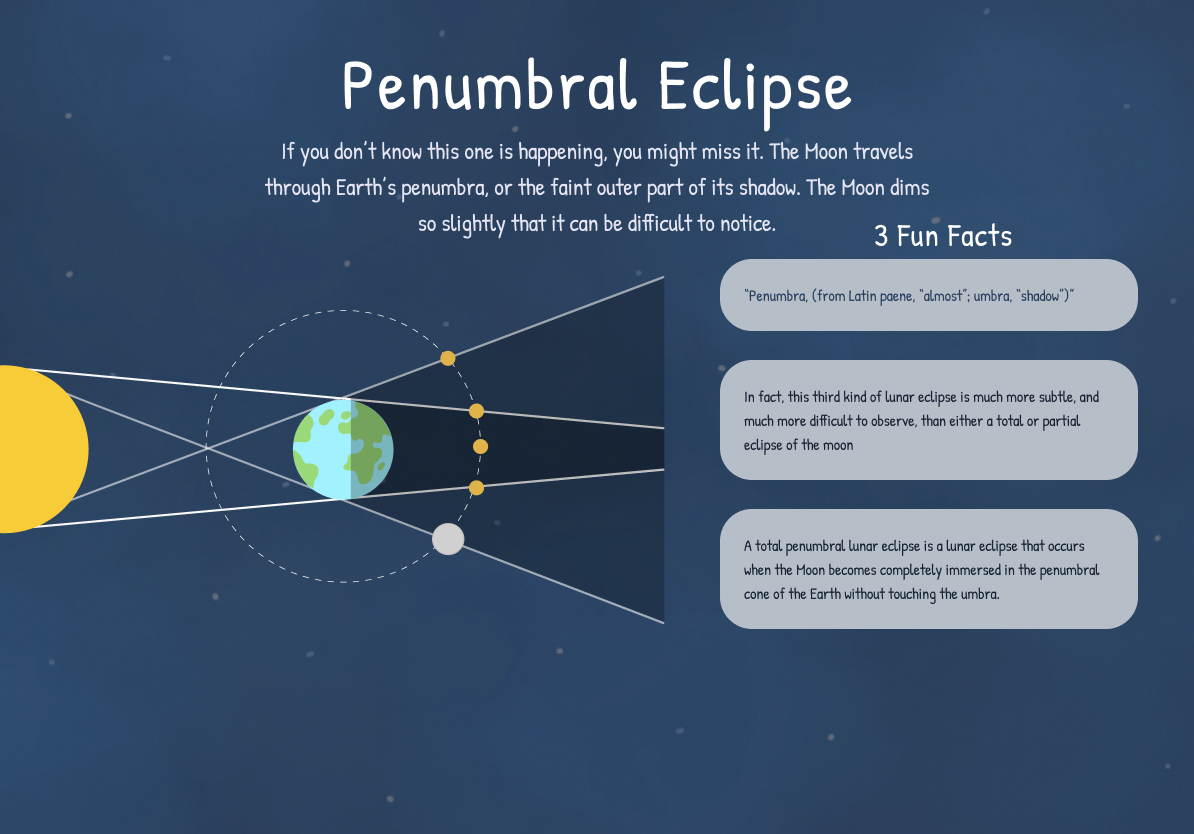 Penumbral Eclipse
If you don't know this one is happening, you might miss it. The Moon travels
through Earth's penumbra, or the faint outer part of its shadow. The Moon dims
so slightly that it can be difficult to notice.
3 Fun Facts
"Penumbra, (from Latin paene, "almost"; umbra, "shadow")"
In fact, this third kind of lunar eclipse is much more subtle, and
much more difficult to observe, than either a total or partial
eclipse of the moon
A total penumbral lunar eclipse is a lunar eclipse that occurs
when the Moon becomes completely immersed in the penumbral
cone of the Earth without touching the umbra.